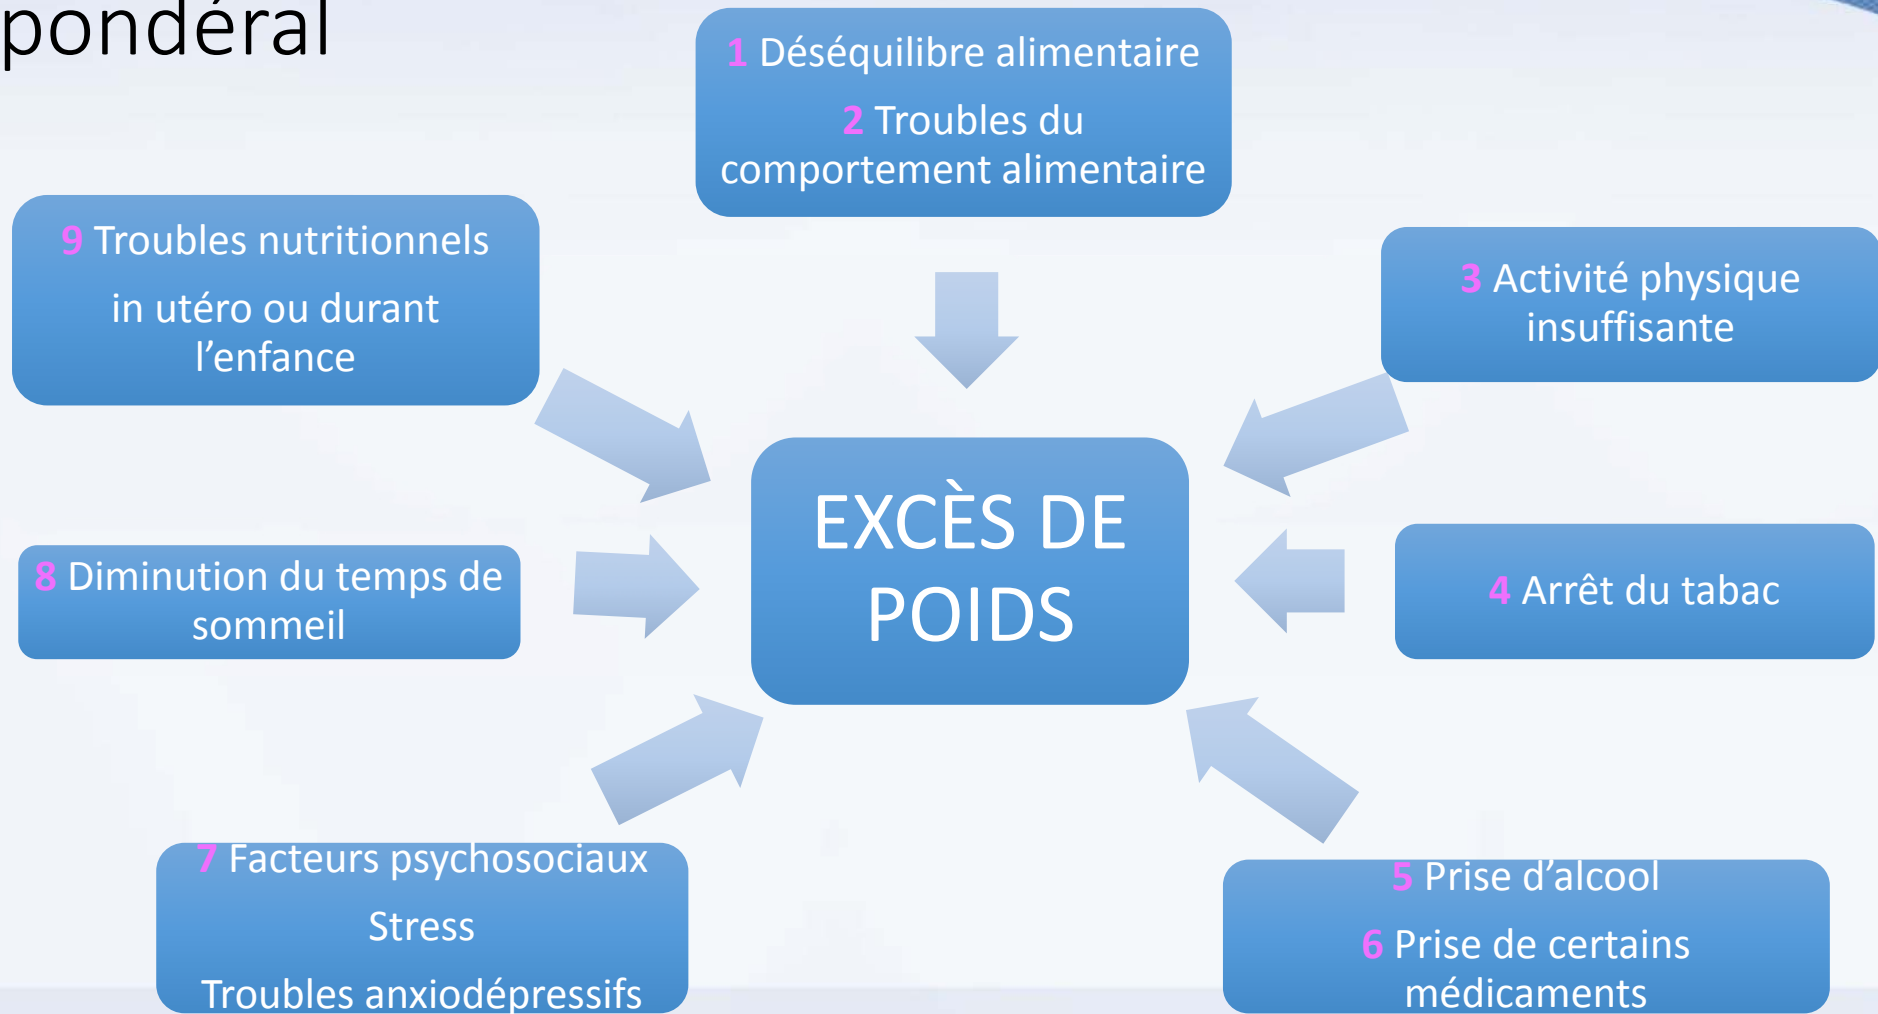 pondéral
1 Déséquilibre alimentaire
2 Troubles du
comportement alimentaire
3 Activité physique
insuffisante
4 Arrêt du tabac
5 Prise d'alcool
6 Prise de certains
médicaments
7 Facteurs psychosociaux
Stress
Troubles anxiodépressifs
8 Diminution du temps de
sommeil
9 Troubles nutritionnels
in utéro ou durant
l'enfance
EXCÈS DE
POIDS